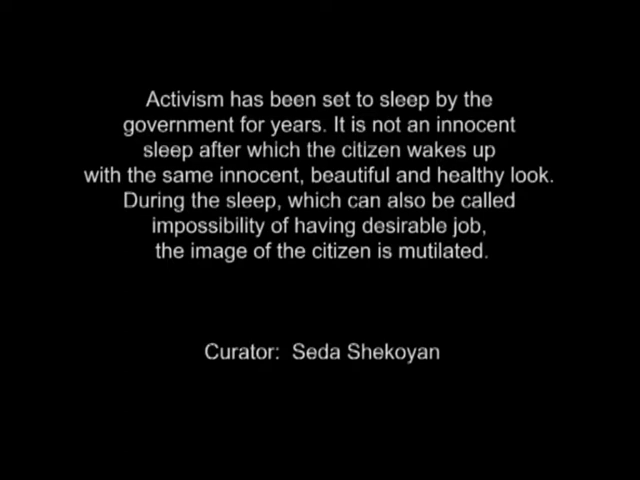 Activism has been set to sleep by the
government for years. It is not an innocent
sleep after which the citizen wakes up
with the same innocent, beautiful and healthy look.
During the sleep, which can also be called
impossibility of having desirable job,
the image of the citizen is mutilated.
Curator:  Seda Shekoyan